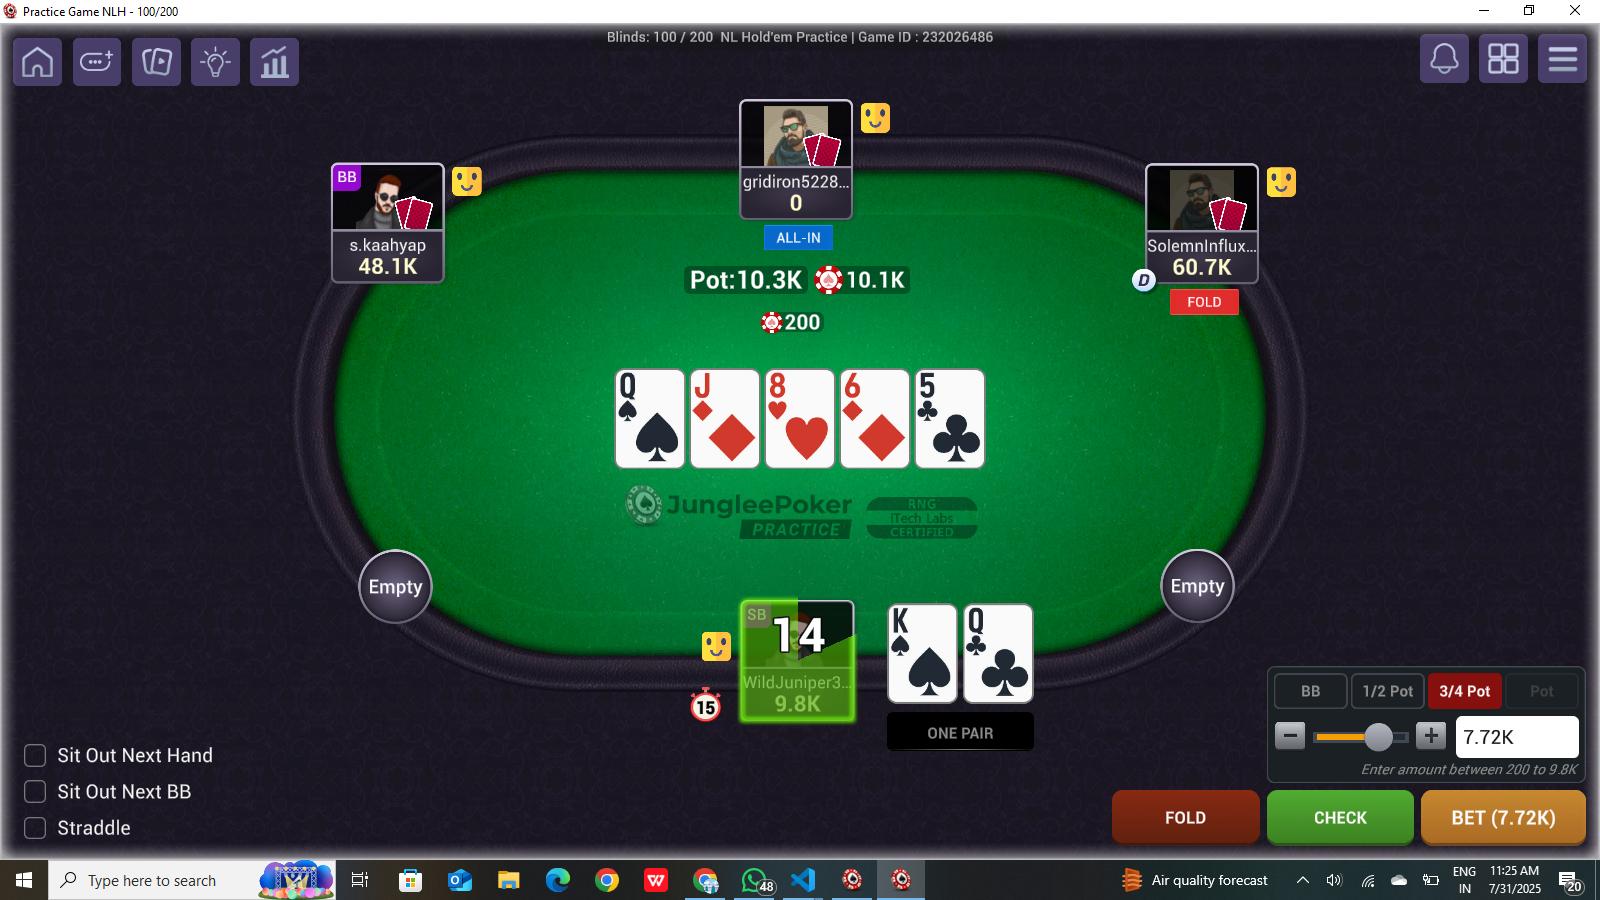 Practice Game NLH - 100/200
Blinds: 100 / 200 NL Hold'em Practice | Game ID : 232026486
BB
s.kaahyap
48.1K
gridiron5228...
0
ALL-IN
SolemnInflux...
60.7K
D
FOLD
Pot:10.3K
10.1K
200
Q
J
8
6
5
JungleePoker
PRACTICE
RNG
iTech Labs
CERTIFIED
Empty
Empty
SB
14
WildJuniper3...
9.8K
15
K
Q
ONE PAIR
BB
1/2 Pot
3/4 Pot
Pot
7.72K
Enter amount between 200 to 9.8K
Sit Out Next Hand
Sit Out Next BB
Straddle
FOLD
CHECK
BET (7.72K)
Type here to search
48
Air quality forecast
ENG
IN
11:25 AM
7/31/2025
20